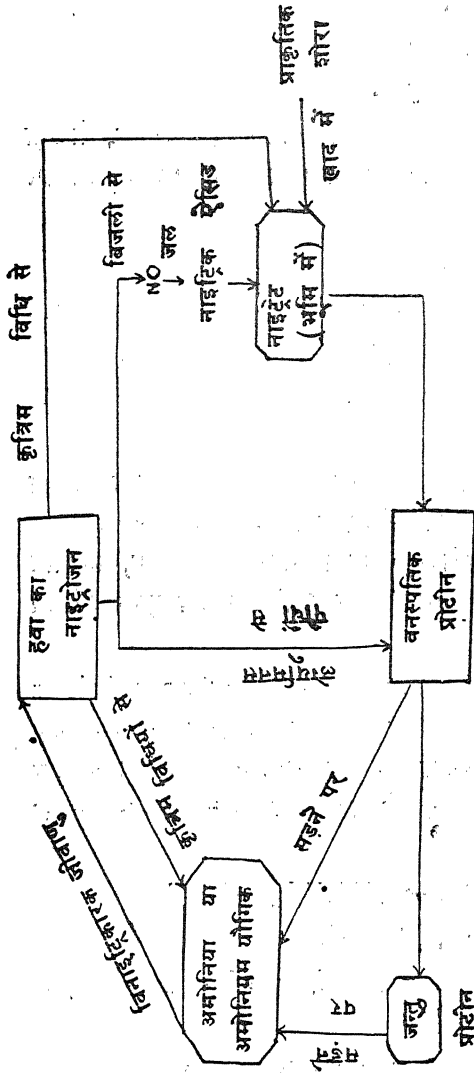 हवा का
नाइट्रोजन
कृत्रिम विधि से
बिजली से
NO
जल
नाइट्रिक ऐसिड
नाइट्रेट
(भूमि में)
प्राकृतिक
शोरा
खाद में
विनाइट्रिकारक जीवाणु
कृत्रिम विधियों से
पौदों से
अमोनिया या
अमोनियम यौगिक
सड़ने पर
वनस्पतिक
प्रोटीन
पर
जन्तु
प्रोटीन